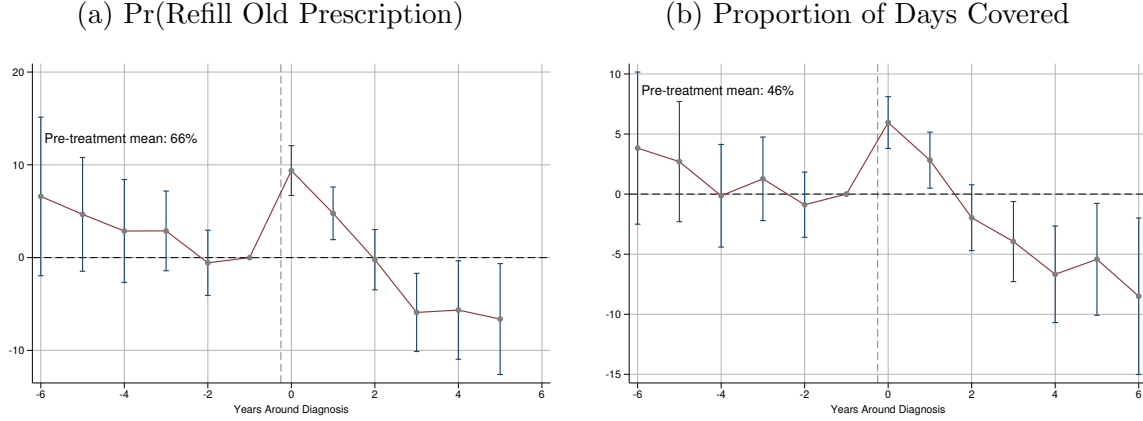 (a) Pr(Refill Old Prescription)
20
10
0
-10
Pre-treatment mean: 66%
-6 -4 -2 0 2 4 6
Years Around Diagnosis
(b) Proportion of Days Covered
10
5
0
-5
-10
-15
Pre-treatment mean: 46%
-6 -4 -2 0 2 4 6
Years Around Diagnosis